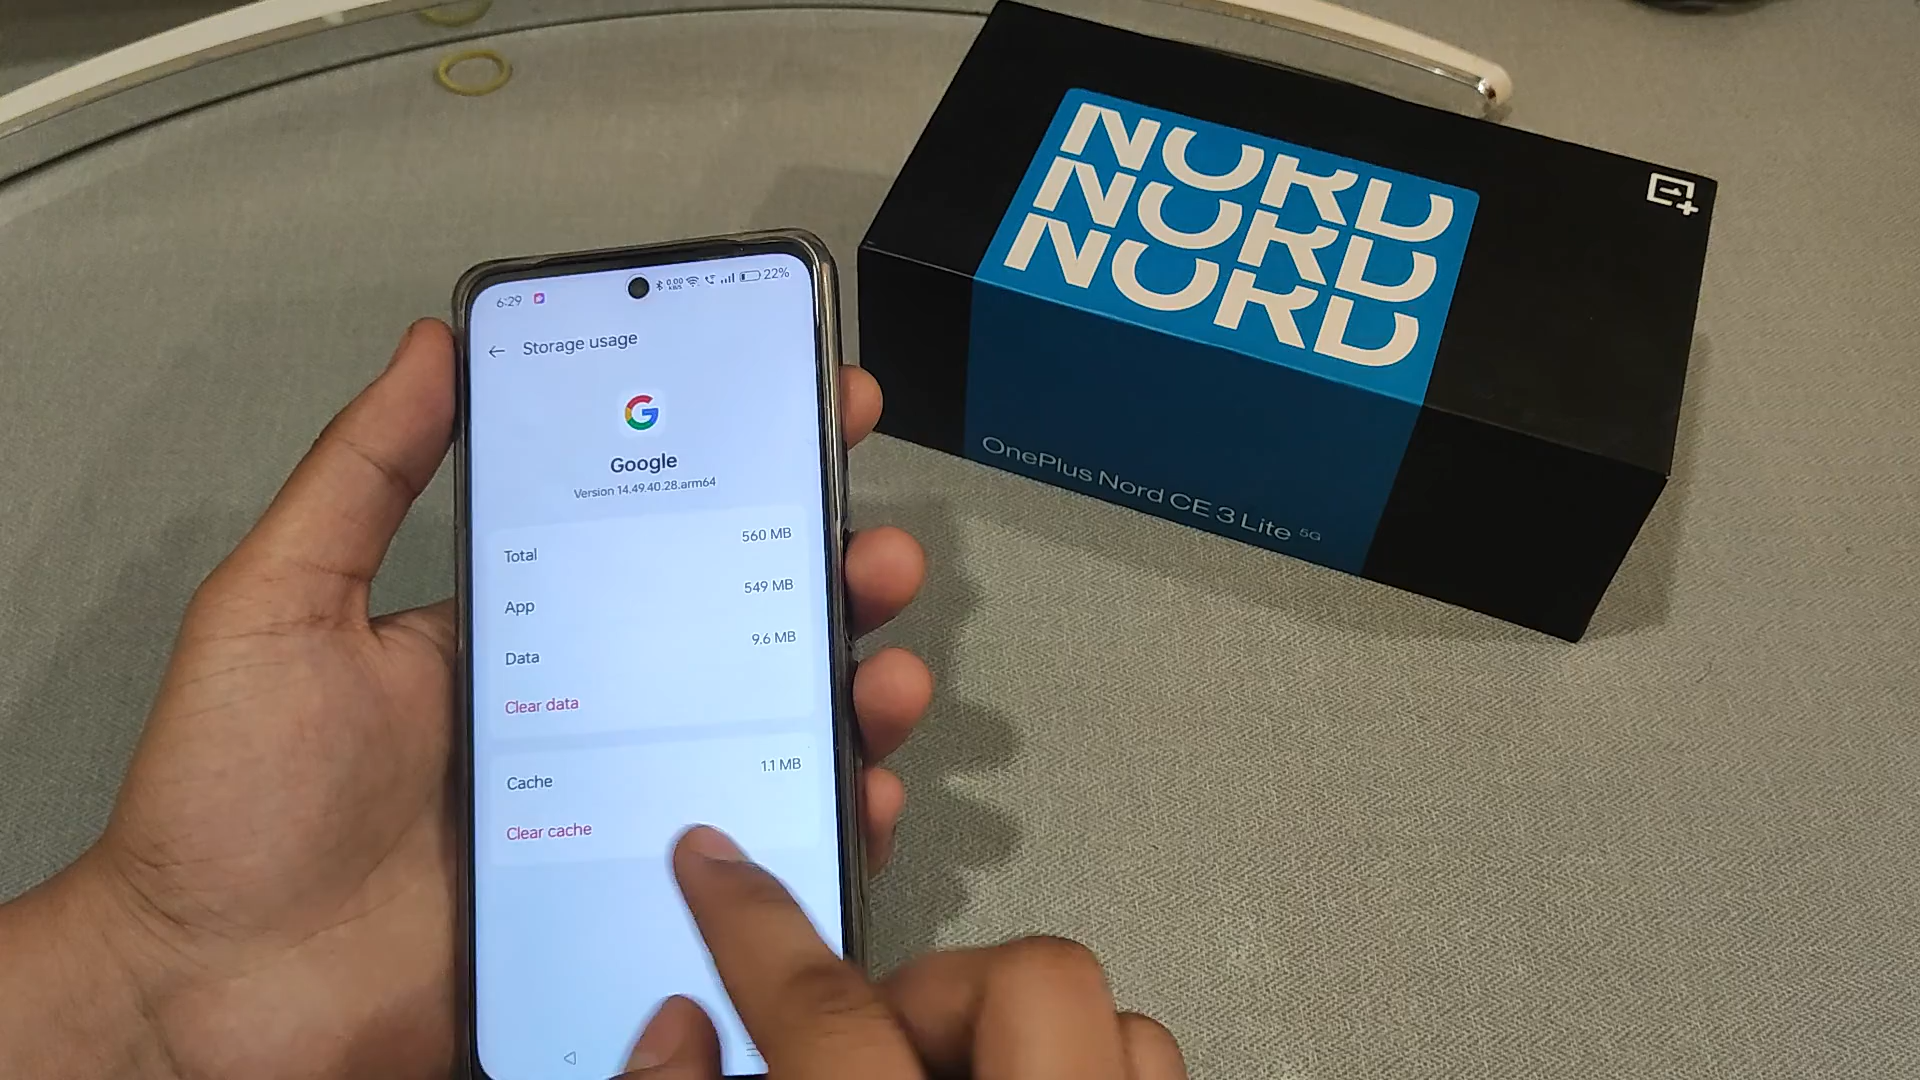 NORD
NORD
NORD
OnePlus Nord CE 3 Lite 5G
6:29
0.00
22%
Storage usage
Google
Version 14.49.40.28.arm64
Total 560 MB
App 549 MB
Data 9.6 MB
Clear data
Cache 1.1 MB
Clear cache